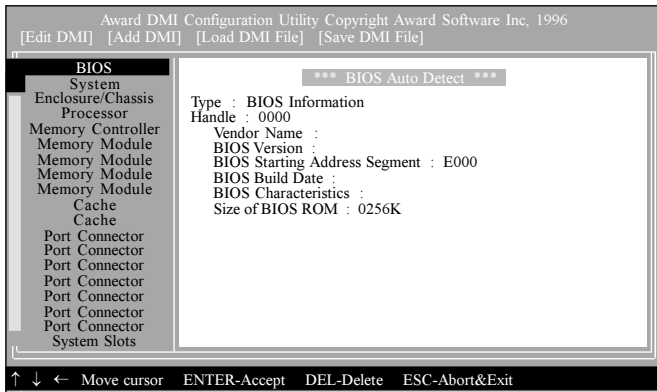 Award DMI Configuration Utility Copyright Award Software Inc, 1996
[Edit DMI] [Add DMI] [Load DMI File] [Save DMI File]
BIOS
System
Enclosure/Chassis
Processor
Memory Controller
Memory Module
Memory Module
Memory Module
Memory Module
Cache
Cache
Port Connector
Port Connector
Port Connector
Port Connector
Port Connector
Port Connector
Port Connector
System Slots
*** BIOS Auto Detect ***
Type : BIOS Information
Handle : 0000
Vendor Name :
BIOS Version :
BIOS Starting Address Segment : E000
BIOS Build Date :
BIOS Characteristics :
Size of BIOS ROM : 0256K
↑ ↓ ← Move cursor ENTER-Accept DEL-Delete ESC-Abort&Exit